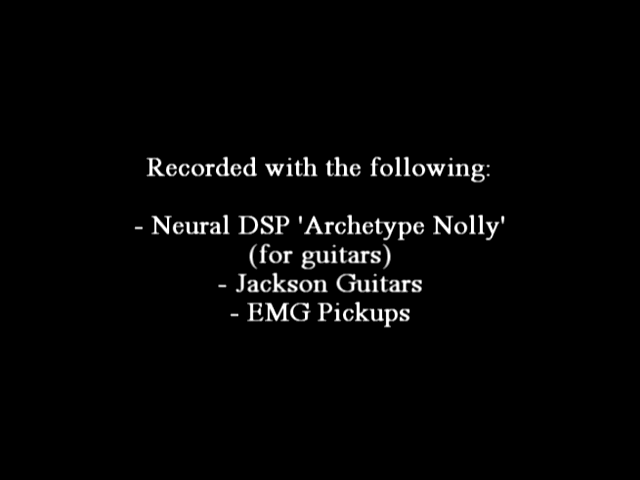 Recorded with the following:
- Neural DSP 'Archetype Nolly'
(for guitars)
- Jackson Guitars
- EMG Pickups